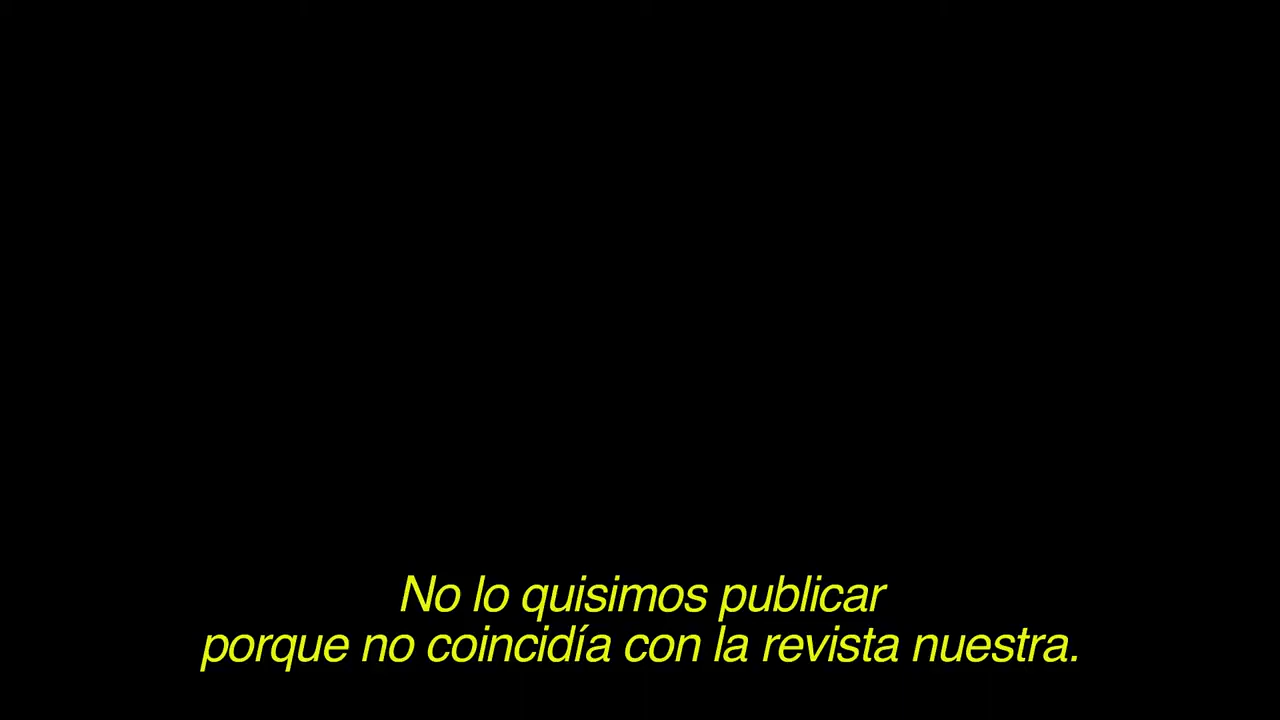 No lo quisimos publicar
porque no coincidía con la revista nuestra.